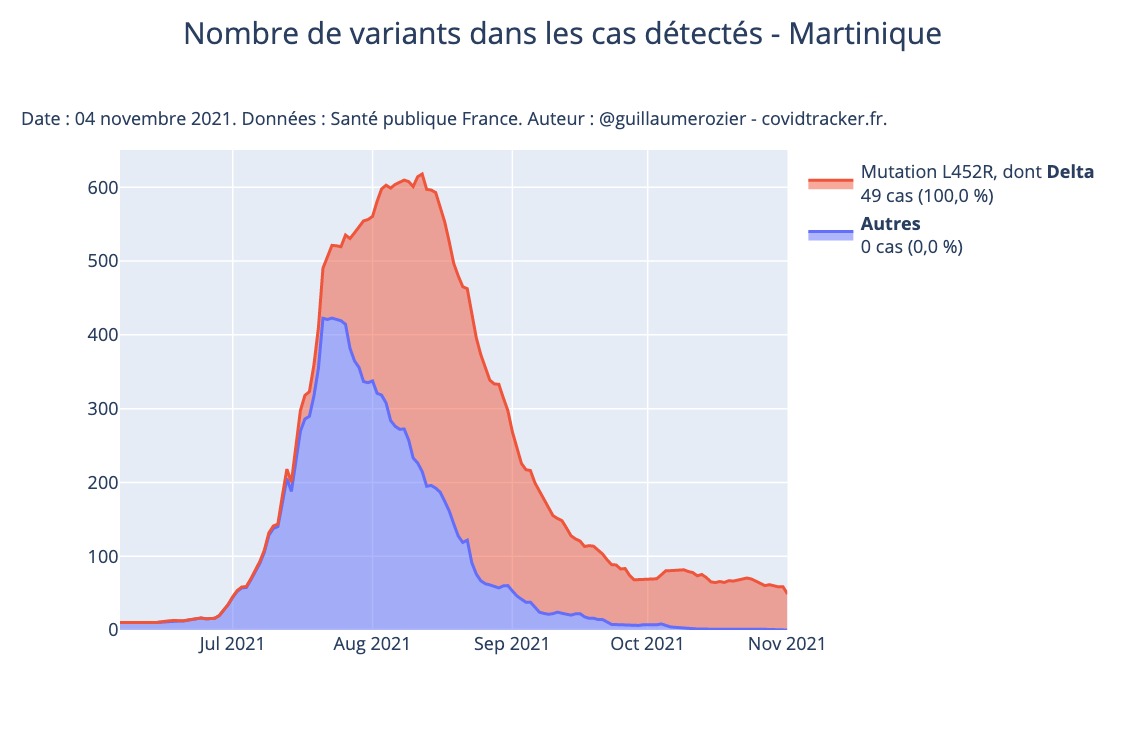 Nombre de variants dans les cas détectés - Martinique
Date : 04 novembre 2021. Données : Santé publique France. Auteur : @guillaumerozier - covidtracker.fr.
Mutation L452R, dont Delta
49 cas (100,0 %)
Autres
0 cas (0,0 %)
600
500
400
300
200
100
0
Jul 2021
Aug 2021
Sep 2021
Oct 2021
Nov 2021